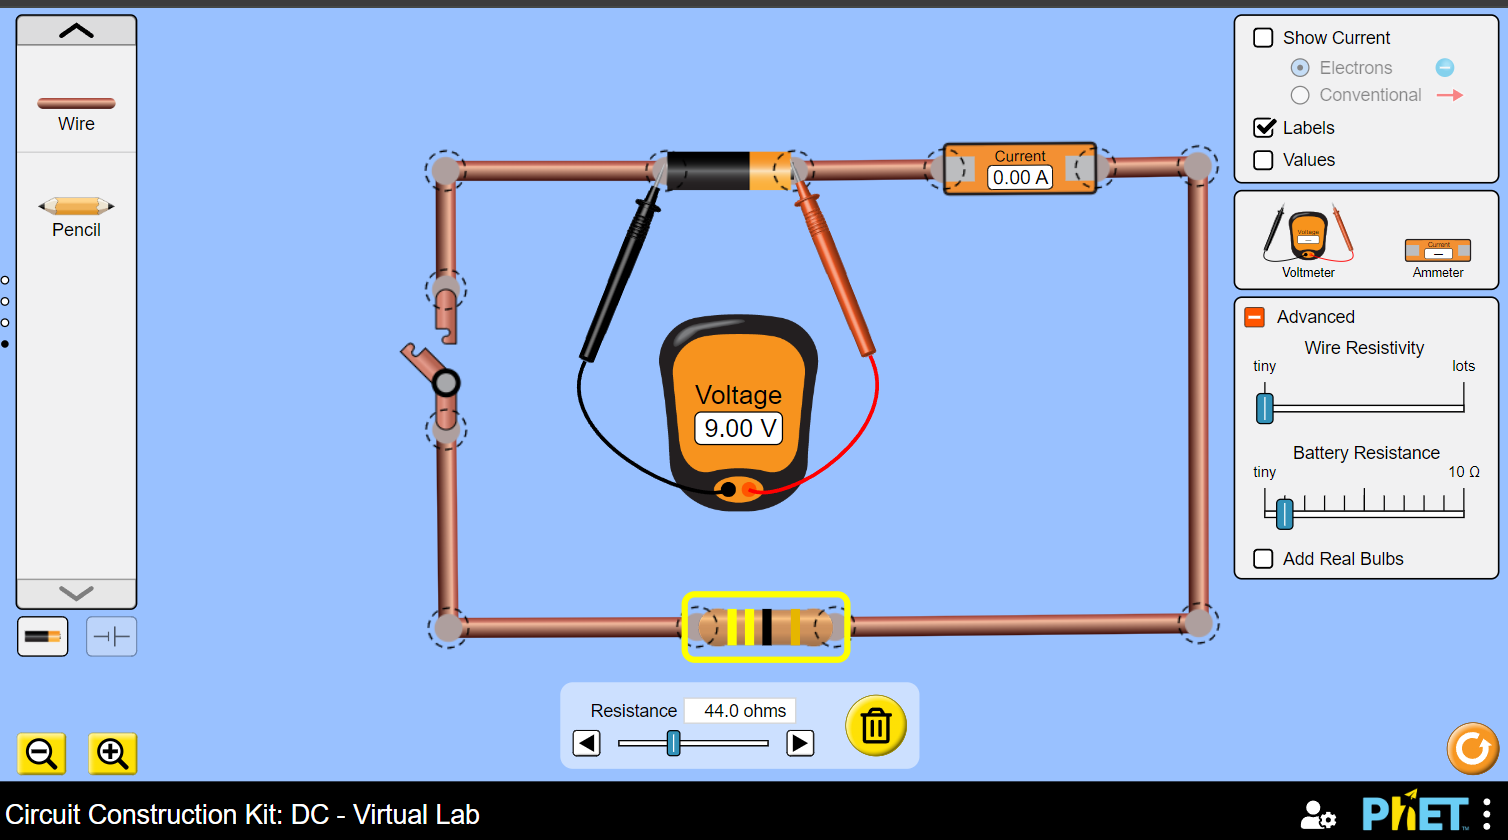 Wire
Pencil
Current
0.00 A
Voltage
9.00 V
Resistance 44.0 ohms
Show Current
Electrons
Conventional
Labels
Values
Voltage
—
Voltmeter
Current
—
Ammeter
Advanced
Wire Resistivity
tiny lots
Battery Resistance
tiny 10 Ω
Add Real Bulbs
Circuit Construction Kit: DC - Virtual Lab
PhET